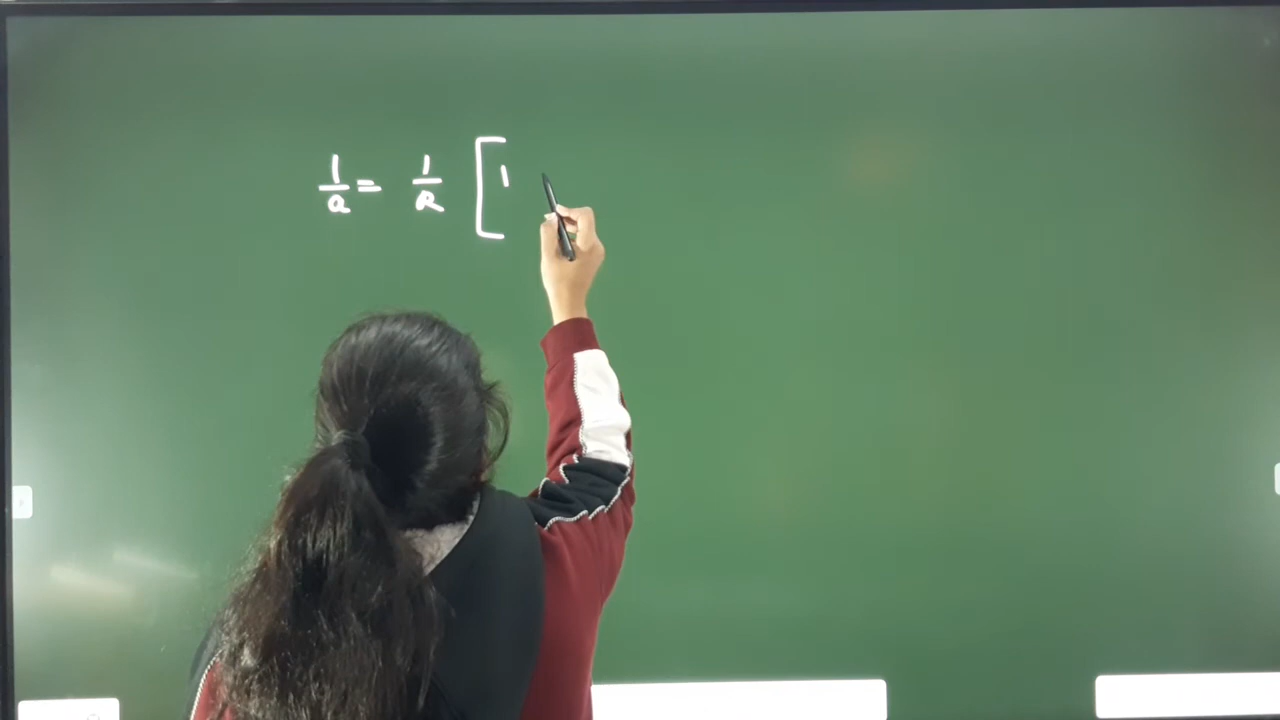 1/a = 1/R [ 1